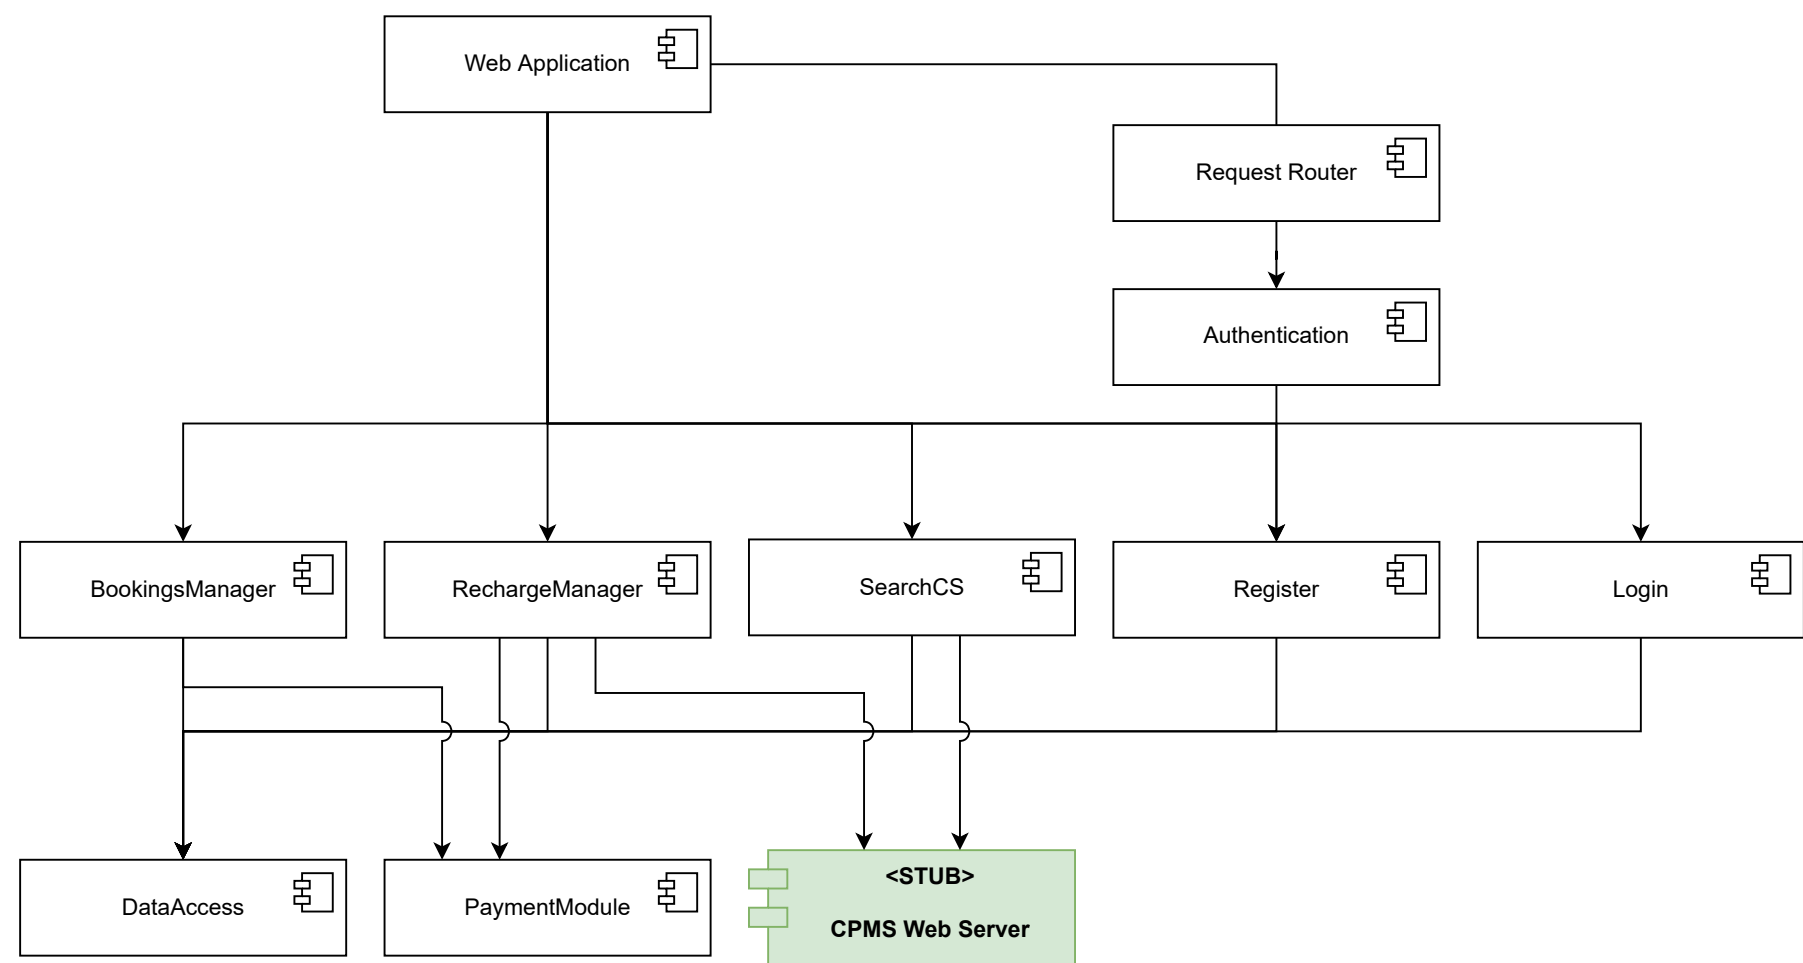 Web Application
Request Router
Authentication
BookingsManager
RechargeManager
SearchCS
Register
Login
DataAccess
PaymentModule
<STUB>
CPMS Web Server